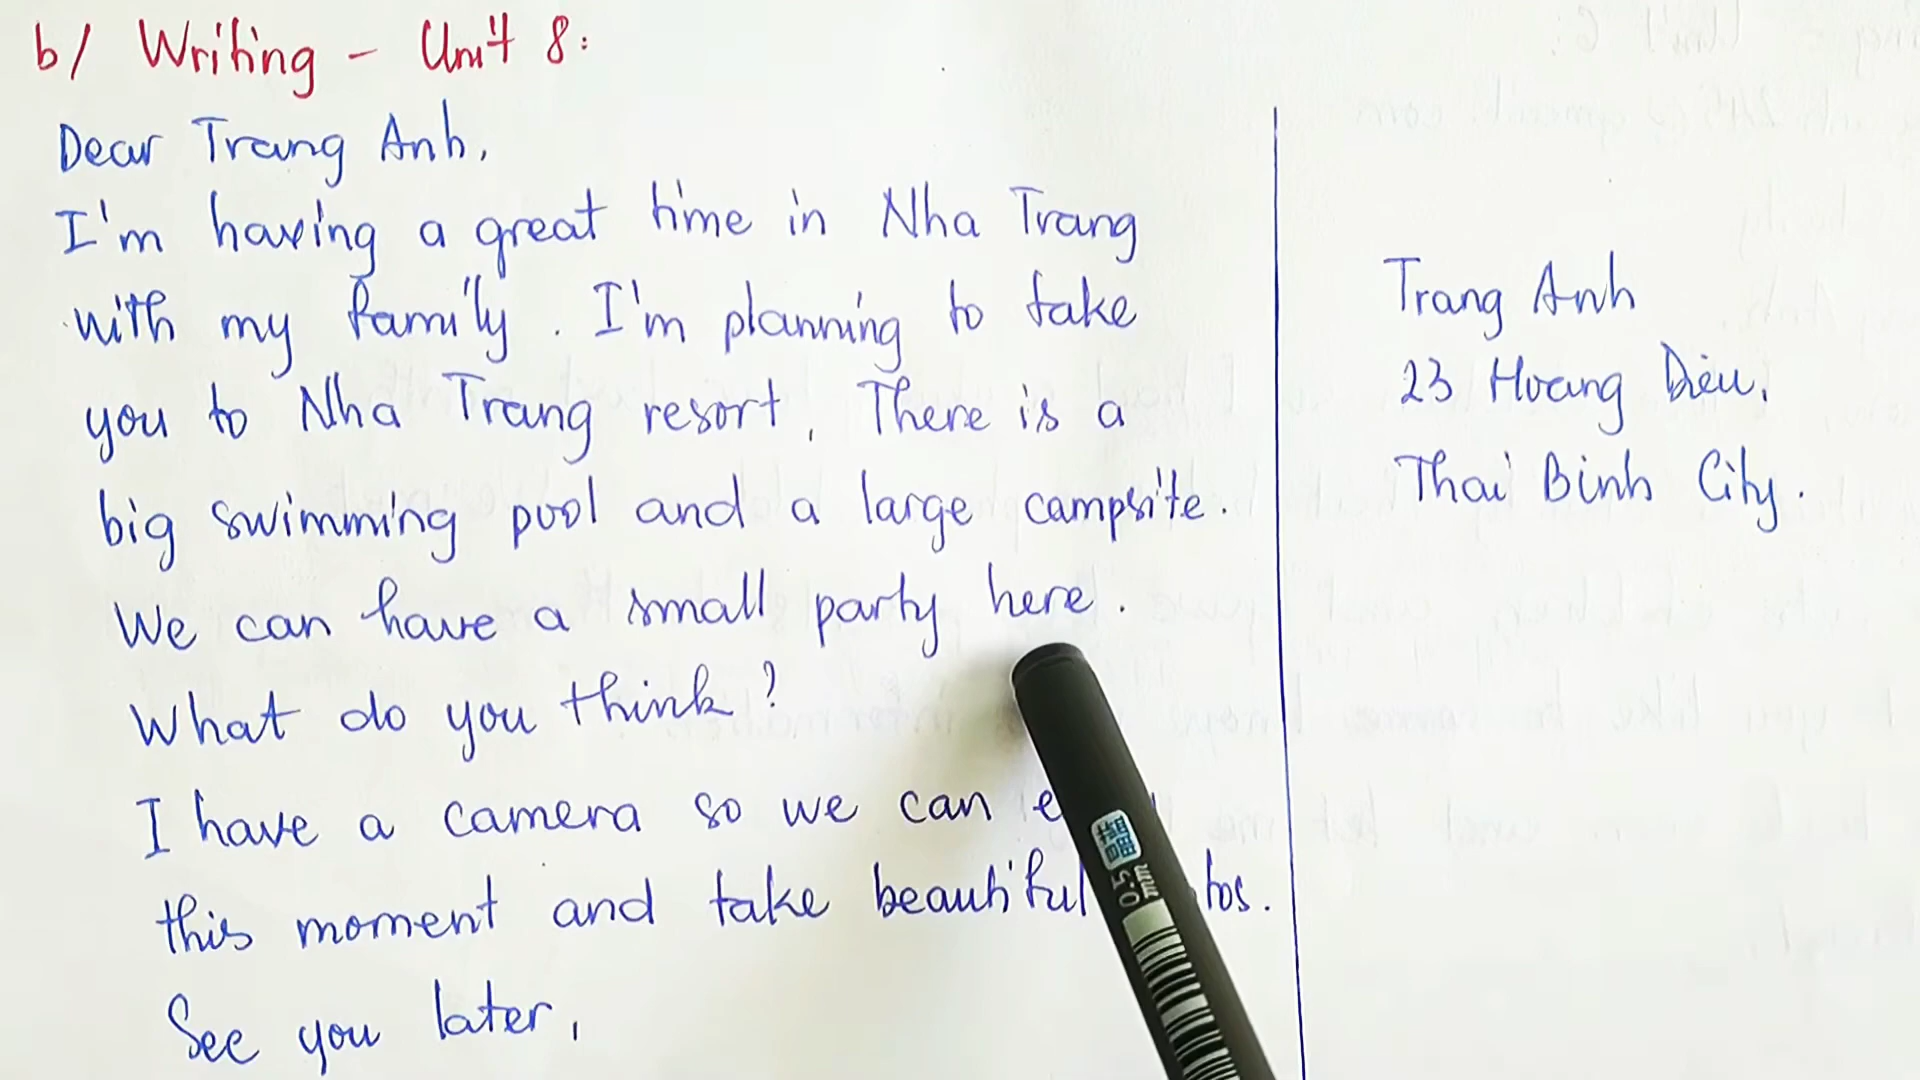 b/ Writing - Unit 8:
Dear Trang Anh,
I'm having a great time in Nha Trang
with my family. I'm planning to take
you to Nha Trang resort, There is a
big swimming pool and a large campsite.
We can have a small party here.
What do you think?
I have a camera so we can
this moment and take beautiful
See you later,
Trang Anh
23 Hoang Dieu,
Thai Binh City.
0.5 mm